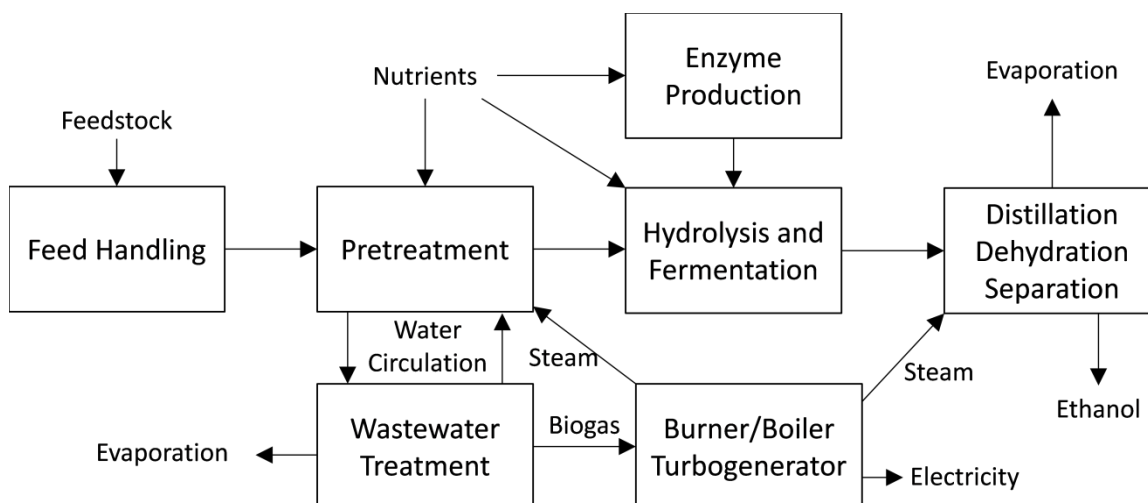 Enzyme
Production
Nutrients
Evaporation
Feedstock
Feed Handling
Pretreatment
Hydrolysis and
Fermentation
Distillation
Dehydration
Separation
Water
Circulation
Steam
Steam
Ethanol
Evaporation
Wastewater
Treatment
Biogas
Burner/Boiler
Turbogenerator
Electricity